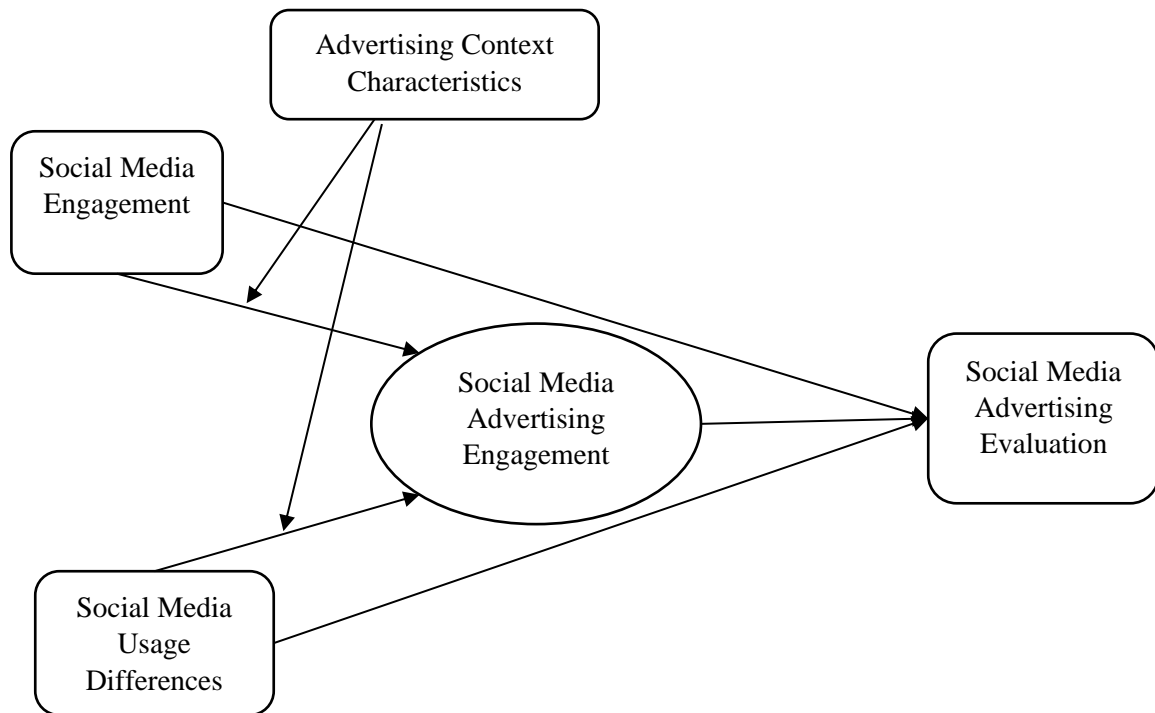 Advertising Context
Characteristics
Social Media
Engagement
Social Media
Advertising
Engagement
Social Media
Advertising
Evaluation
Social Media
Usage
Differences